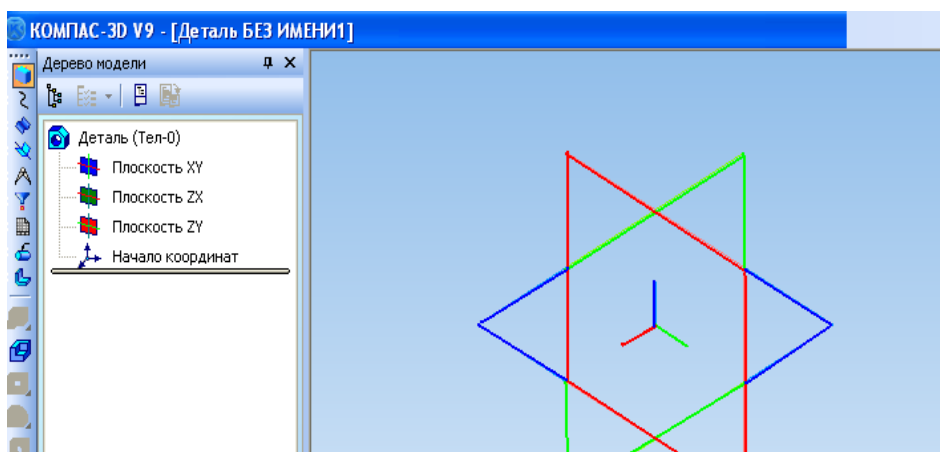 КОМПАС-3D V9 - [Деталь БЕЗ ИМЕНИ1]
Дерево модели
Деталь (Тел-0)
Плоскость XY
Плоскость ZX
Плоскость ZY
Начало координат